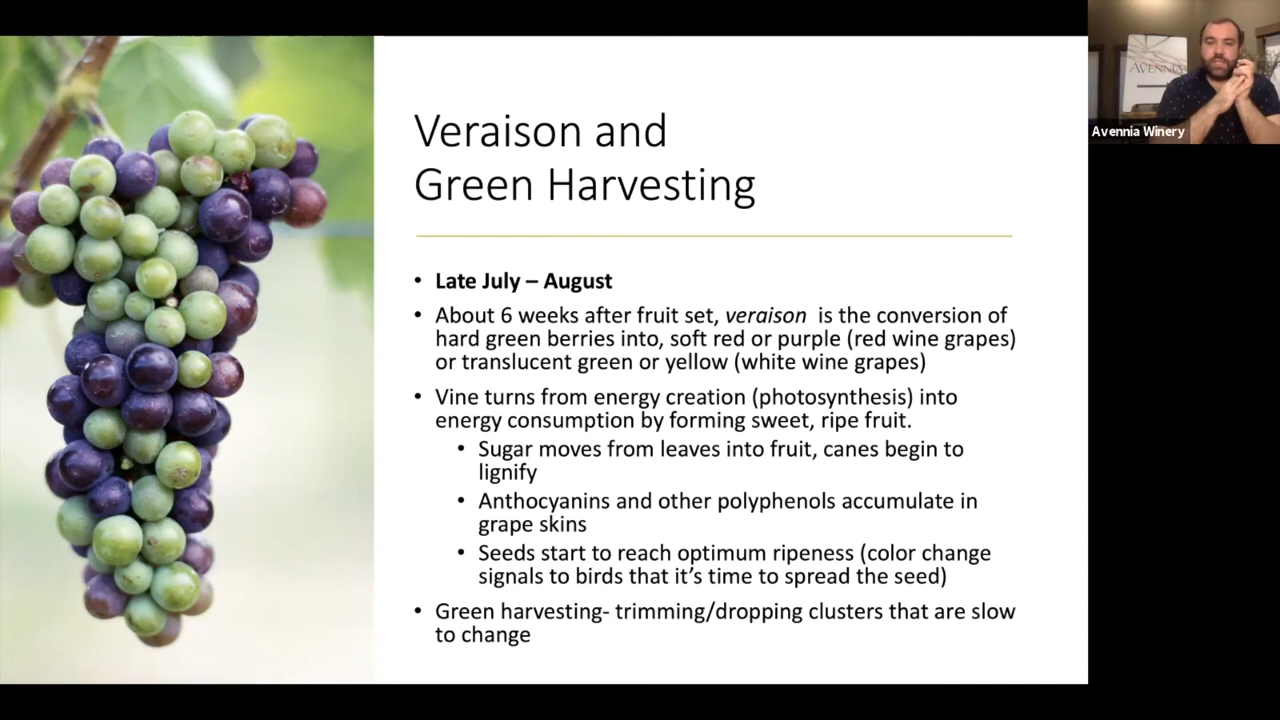 Veraison and
Green Harvesting
• Late July – August
• About 6 weeks after fruit set, veraison is the conversion of
hard green berries into, soft red or purple (red wine grapes)
or translucent green or yellow (white wine grapes)
• Vine turns from energy creation (photosynthesis) into
energy consumption by forming sweet, ripe fruit.
• Sugar moves from leaves into fruit, canes begin to
lignify
• Anthocyanins and other polyphenols accumulate in
grape skins
• Seeds start to reach optimum ripeness (color change
signals to birds that it’s time to spread the seed)
• Green harvesting- trimming/dropping clusters that are slow
to change
AVENNIA
Avennia Winery